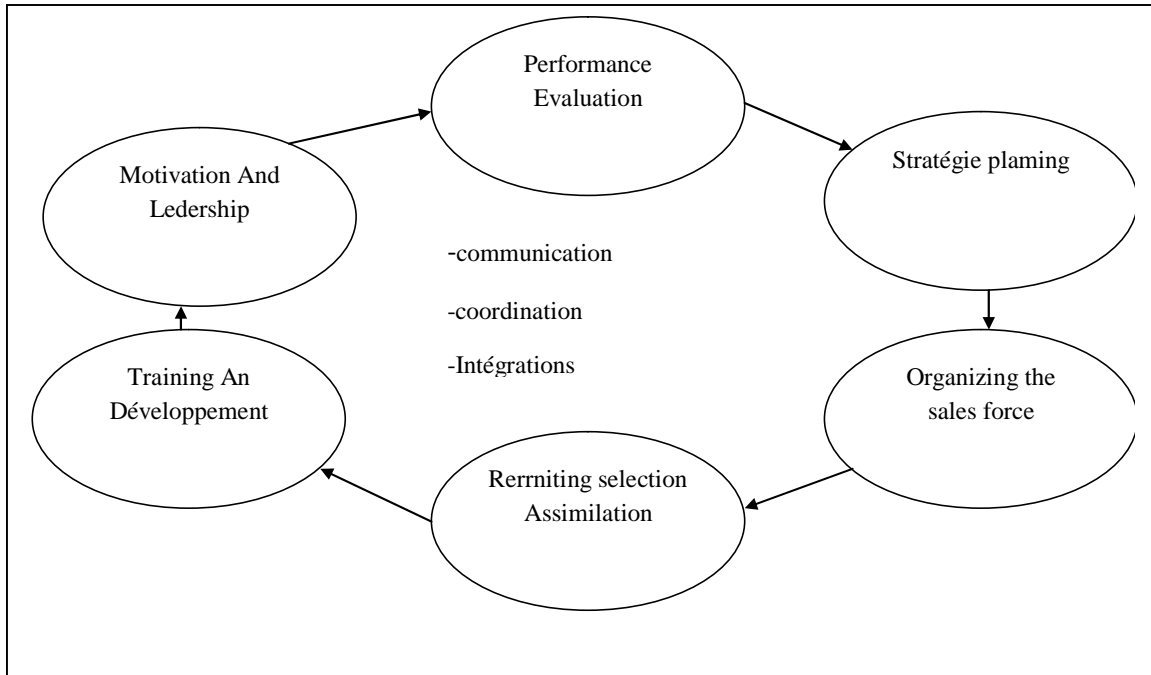 Performance
Evaluation
Stratégie planing
Motivation And
Ledership
-communication
-coordination
-Intégrations
Training An
Développement
Organizing the
sales force
Rerrniting selection
Assimilation